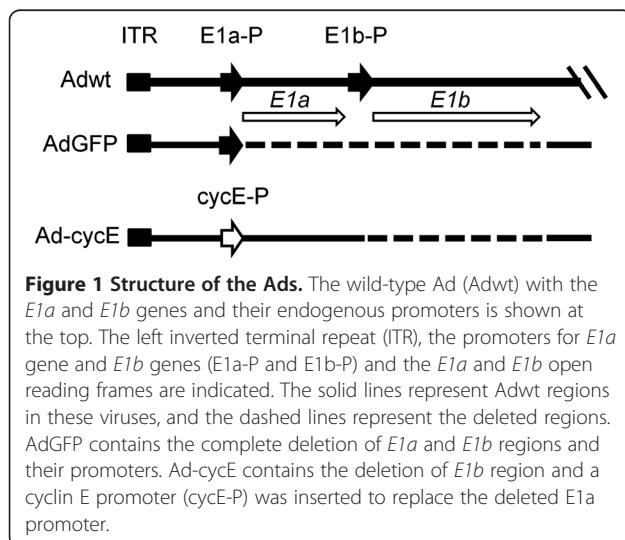 ITR E1a-P E1b-P
Adwt
E1a E1b
AdGFP
cycE-P
Ad-cycE
Figure 1 Structure of the Ads. The wild-type Ad (Adwt) with the
E1a and E1b genes and their endogenous promoters is shown at
the top. The left inverted terminal repeat (ITR), the promoters for E1a
gene and E1b genes (E1a-P and E1b-P) and the E1a and E1b open
reading frames are indicated. The solid lines represent Adwt regions
in these viruses, and the dashed lines represent the deleted regions.
AdGFP contains the complete deletion of E1a and E1b regions and
their promoters. Ad-cycE contains the deletion of E1b region and a
cyclin E promoter (cycE-P) was inserted to replace the deleted E1a
promoter.